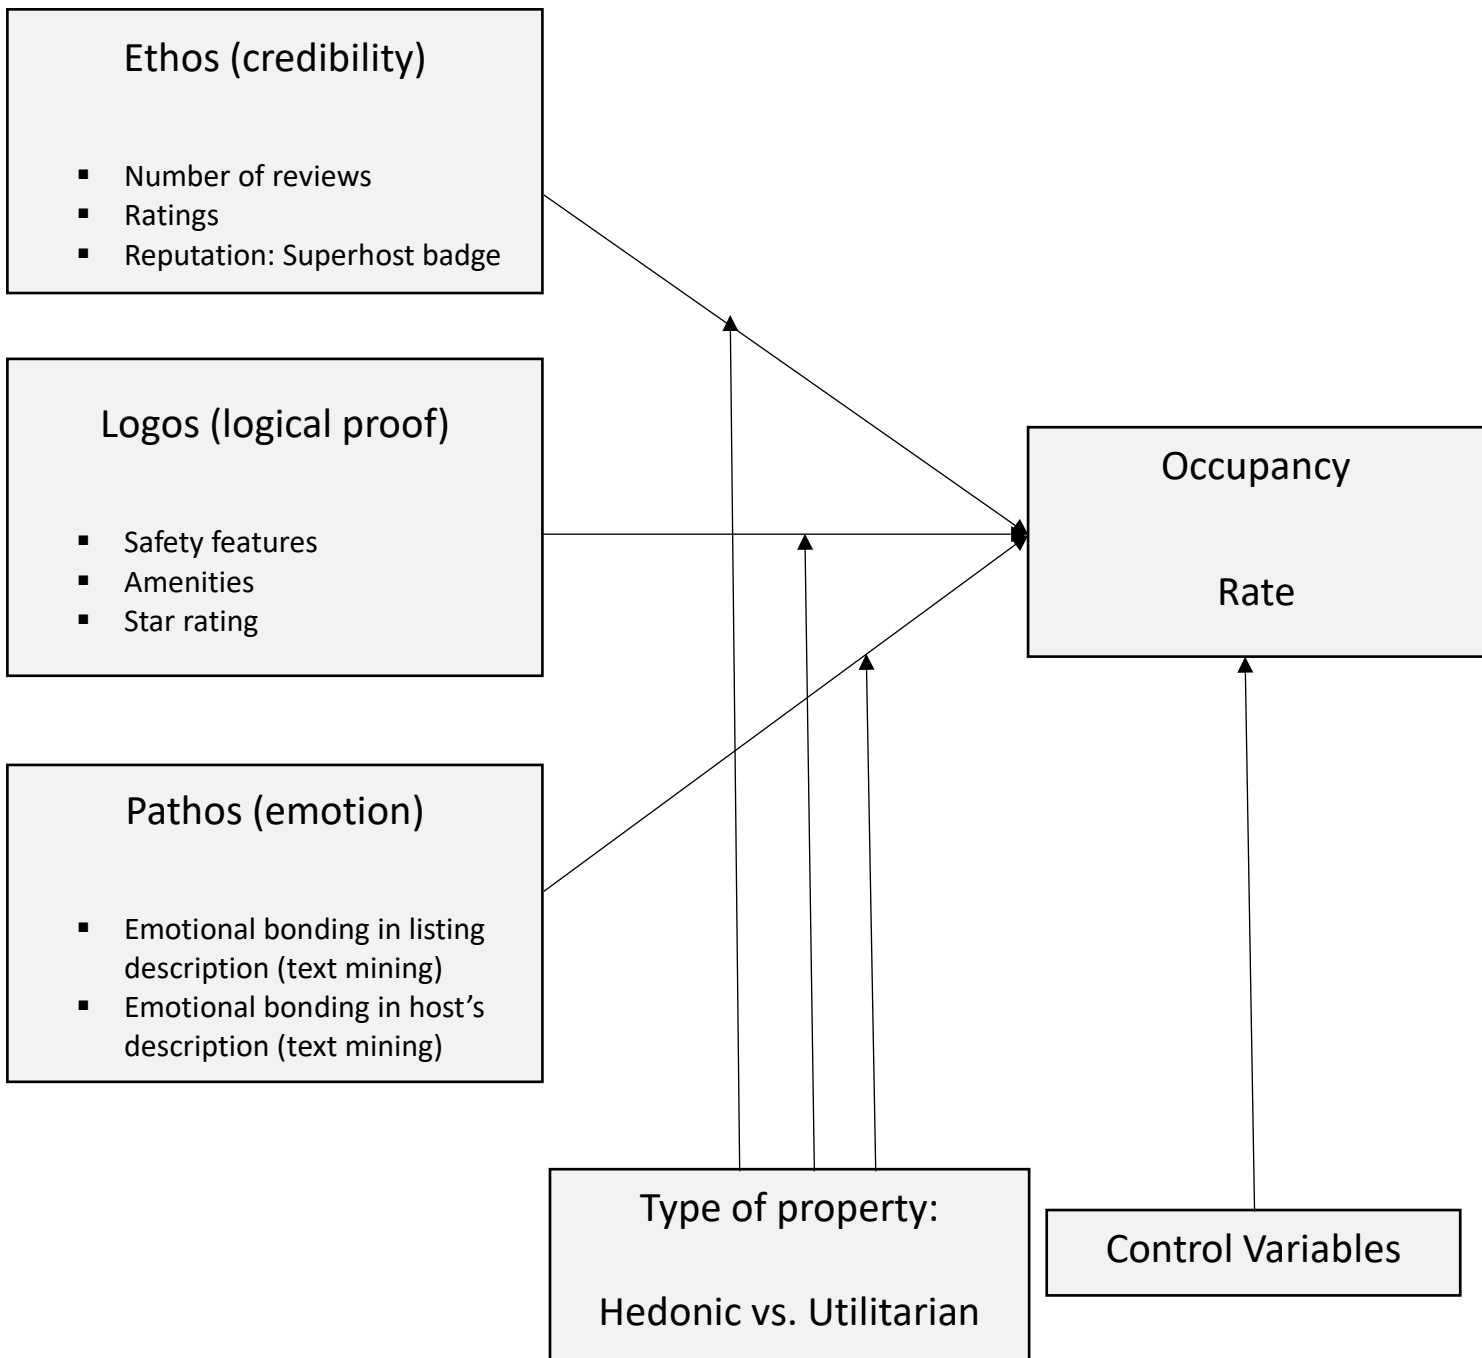 Ethos (credibility)
▪ Number of reviews
▪ Ratings
▪ Reputation: Superhost badge
Logos (logical proof)
▪ Safety features
▪ Amenities
▪ Star rating
Pathos (emotion)
▪ Emotional bonding in listing
description (text mining)
▪ Emotional bonding in host’s
description (text mining)
Occupancy
Rate
Type of property:
Hedonic vs. Utilitarian
Control Variables